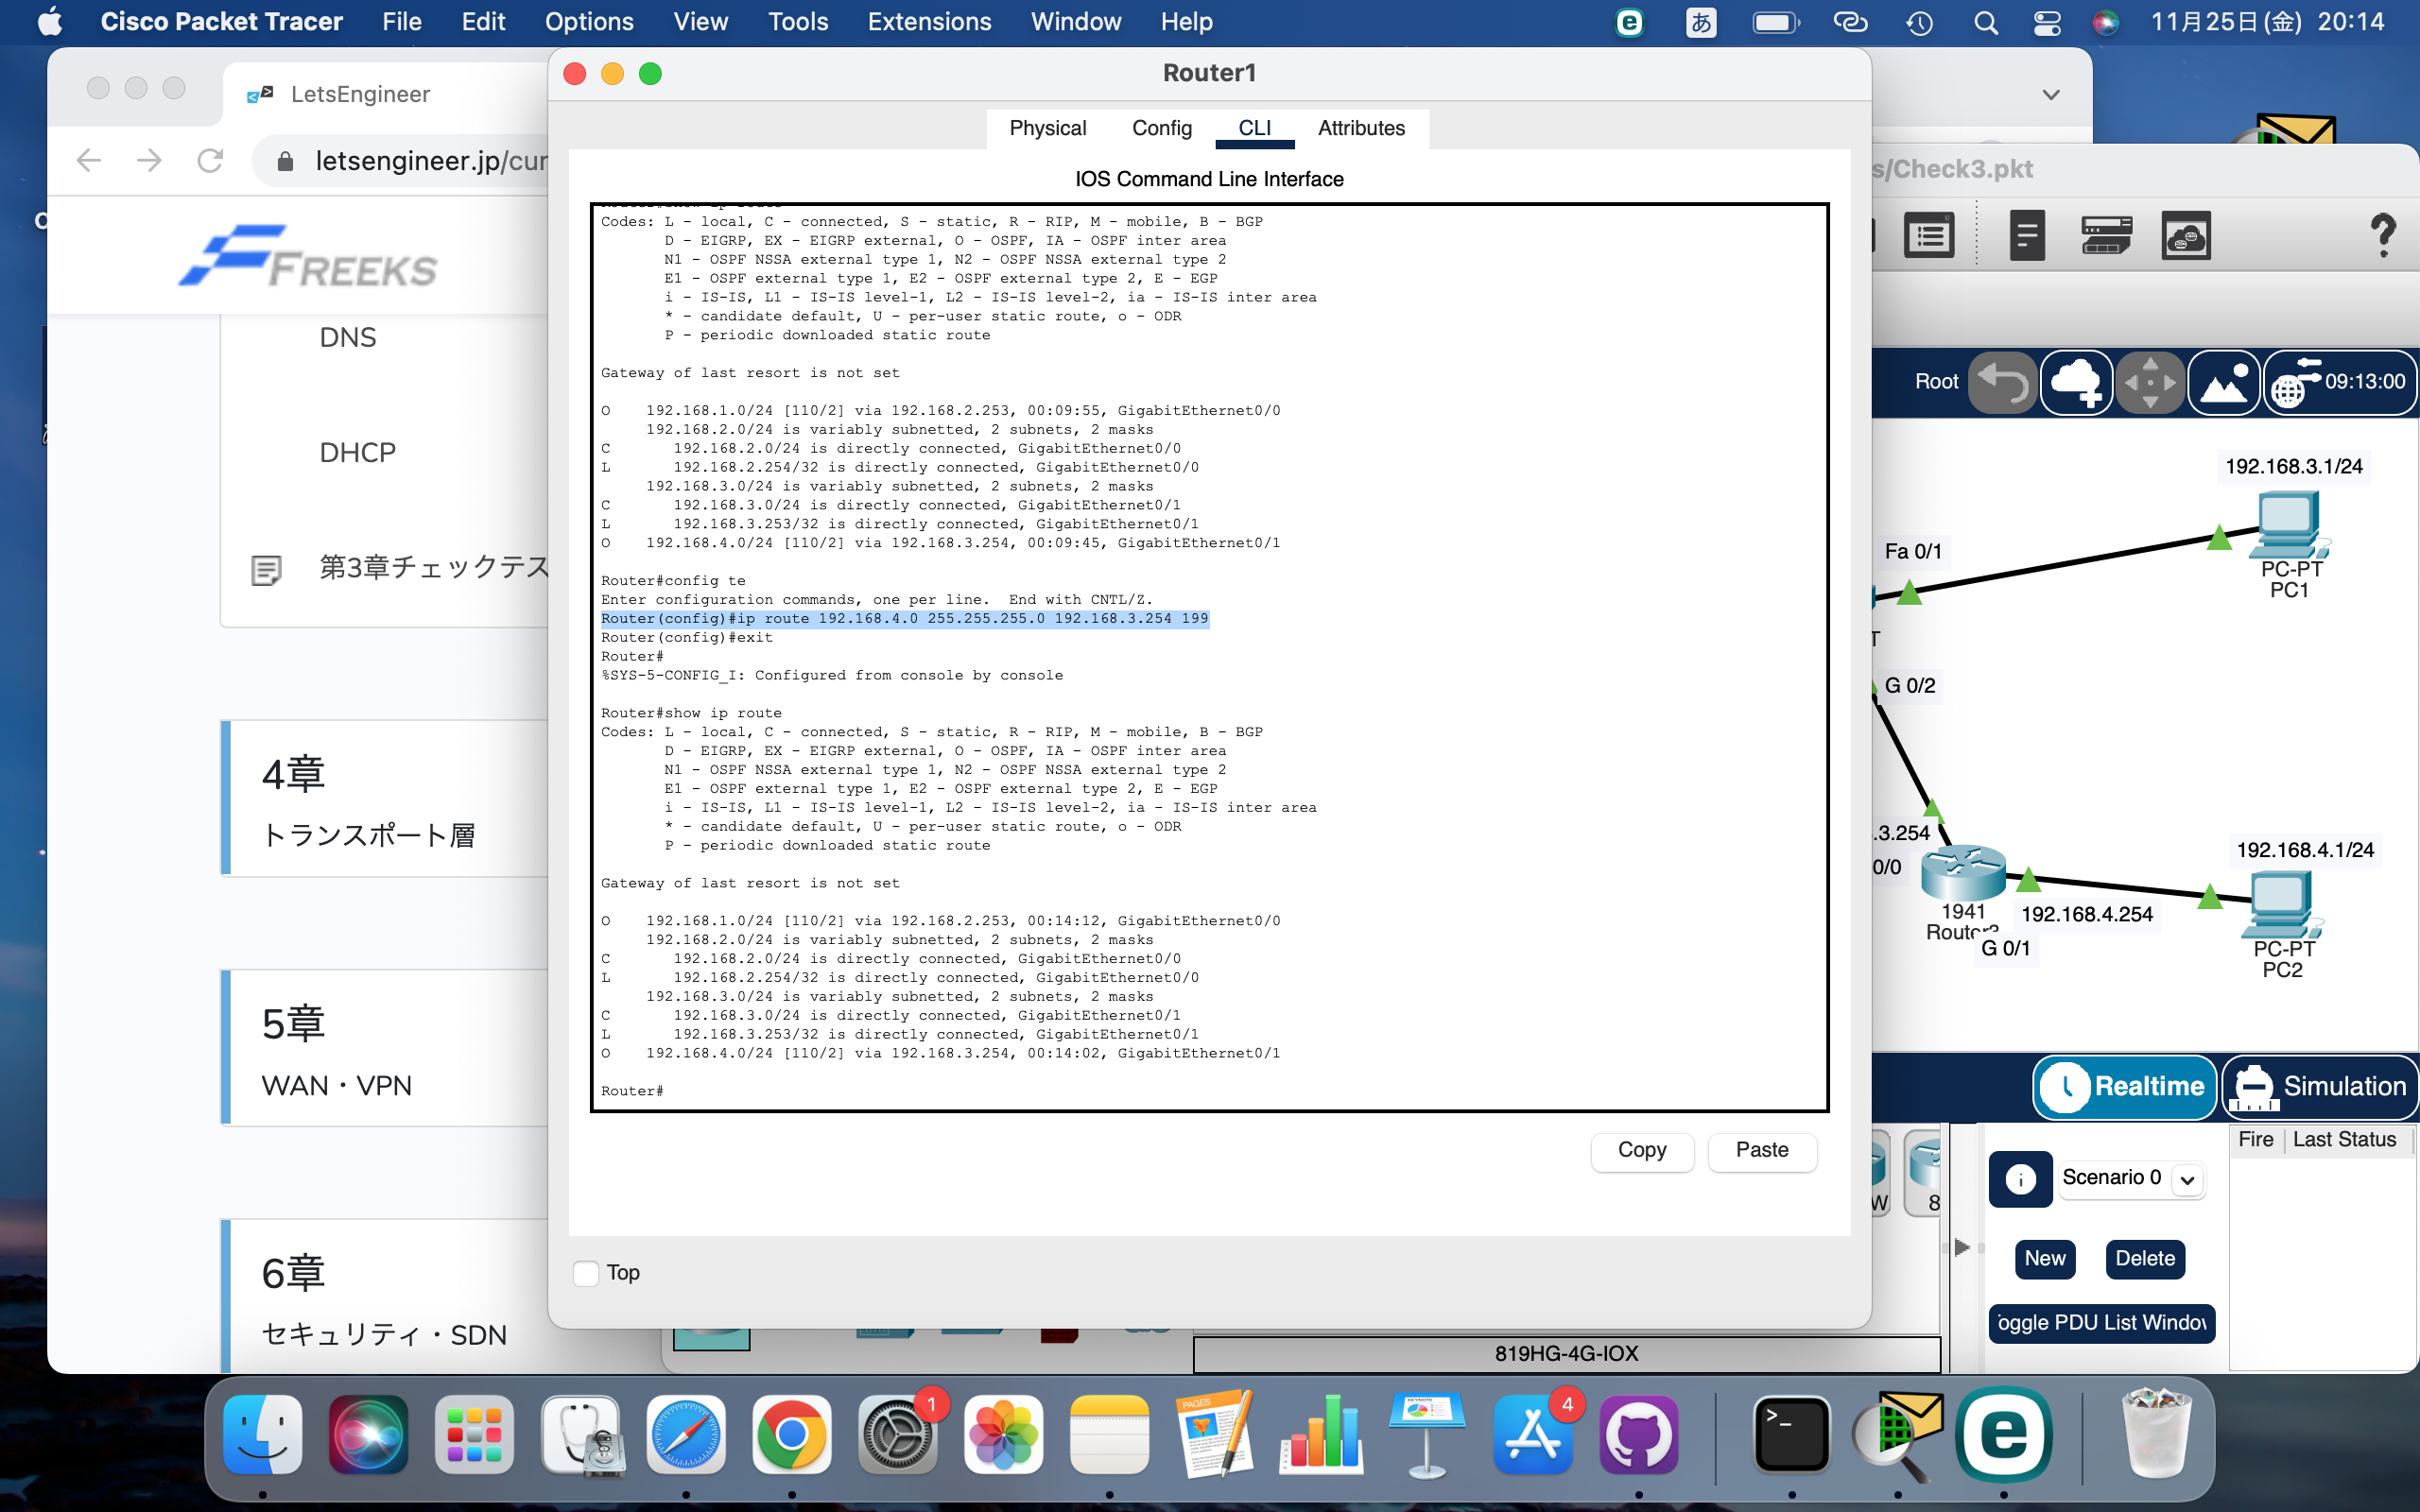 Cisco Packet Tracer File Edit Options View Tools Extensions Window Help
あ
11月25日(金) 20:14
LetsEngineer
letsengineer.jp/cur
FREEKS
DNS
DHCP
第3章チェックテス
4章
トランスポート層
5章
WAN・VPN
6章
セキュリティ・SDN
Router1
Physical Config CLI Attributes
IOS Command Line Interface
Codes: L - local, C - connected, S - static, R - RIP, M - mobile, B - BGP
D - EIGRP, EX - EIGRP external, O - OSPF, IA - OSPF inter area
N1 - OSPF NSSA external type 1, N2 - OSPF NSSA external type 2
E1 - OSPF external type 1, E2 - OSPF external type 2, E - EGP
i - IS-IS, L1 - IS-IS level-1, L2 - IS-IS level-2, ia - IS-IS inter area
* - candidate default, U - per-user static route, o - ODR
P - periodic downloaded static route
Gateway of last resort is not set
O 192.168.1.0/24 [110/2] via 192.168.2.253, 00:09:55, GigabitEthernet0/0
192.168.2.0/24 is variably subnetted, 2 subnets, 2 masks
C 192.168.2.0/24 is directly connected, GigabitEthernet0/0
L 192.168.2.254/32 is directly connected, GigabitEthernet0/0
192.168.3.0/24 is variably subnetted, 2 subnets, 2 masks
C 192.168.3.0/24 is directly connected, GigabitEthernet0/1
L 192.168.3.253/32 is directly connected, GigabitEthernet0/1
O 192.168.4.0/24 [110/2] via 192.168.3.254, 00:09:45, GigabitEthernet0/1
Router#config te
Enter configuration commands, one per line. End with CNTL/Z.
Router(config)#ip route 192.168.4.0 255.255.255.0 192.168.3.254 199
Router(config)#exit
Router#
%SYS-5-CONFIG_I: Configured from console by console
Router#show ip route
Codes: L - local, C - connected, S - static, R - RIP, M - mobile, B - BGP
D - EIGRP, EX - EIGRP external, O - OSPF, IA - OSPF inter area
N1 - OSPF NSSA external type 1, N2 - OSPF NSSA external type 2
E1 - OSPF external type 1, E2 - OSPF external type 2, E - EGP
i - IS-IS, L1 - IS-IS level-1, L2 - IS-IS level-2, ia - IS-IS inter area
* - candidate default, U - per-user static route, o - ODR
P - periodic downloaded static route
Gateway of last resort is not set
O 192.168.1.0/24 [110/2] via 192.168.2.253, 00:14:12, GigabitEthernet0/0
192.168.2.0/24 is variably subnetted, 2 subnets, 2 masks
C 192.168.2.0/24 is directly connected, GigabitEthernet0/0
L 192.168.2.254/32 is directly connected, GigabitEthernet0/0
192.168.3.0/24 is variably subnetted, 2 subnets, 2 masks
C 192.168.3.0/24 is directly connected, GigabitEthernet0/1
L 192.168.3.253/32 is directly connected, GigabitEthernet0/1
O 192.168.4.0/24 [110/2] via 192.168.3.254, 00:14:02, GigabitEthernet0/1
Router#
Copy Paste
Top
s/Check3.pkt
Root 09:13:00
192.168.3.1/24
Fa 0/1
PC-PT
PC1
T
G 0/2
.3.254
0/0
1941
192.168.4.254
G 0/1
192.168.4.1/24
PC-PT
PC2
Realtime Simulation
Fire Last Status
Scenario 0
W 8
New Delete
oggle PDU List Windo
819HG-4G-IOX
1
PAGES
4